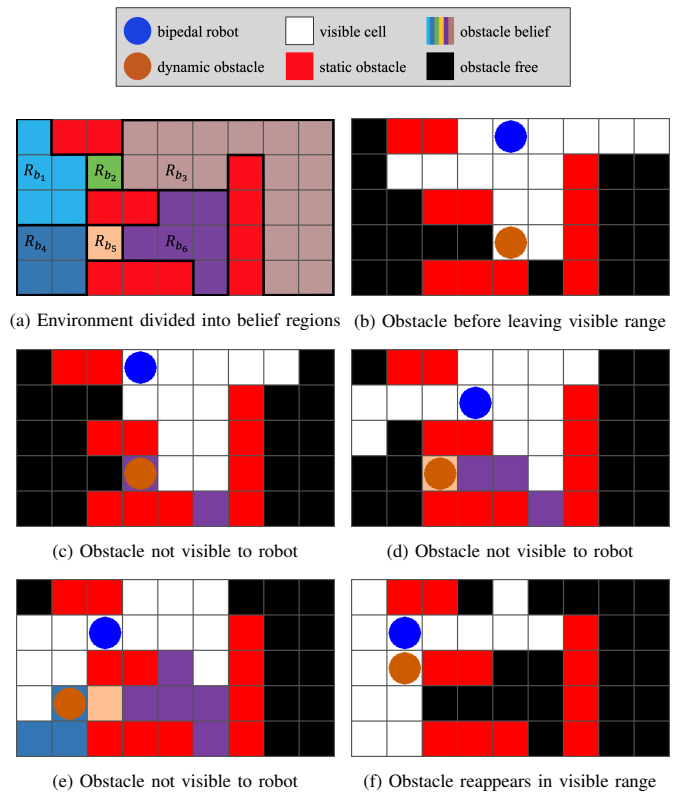 bipedal robot visible cell obstacle belief
dynamic obstacle static obstacle obstacle free
R_{b_1} R_{b_2} R_{b_3}
R_{b_4} R_{b_5} R_{b_6}
(a) Environment divided into belief regions (b) Obstacle before leaving visible range
(c) Obstacle not visible to robot (d) Obstacle not visible to robot
(e) Obstacle not visible to robot (f) Obstacle reappears in visible range